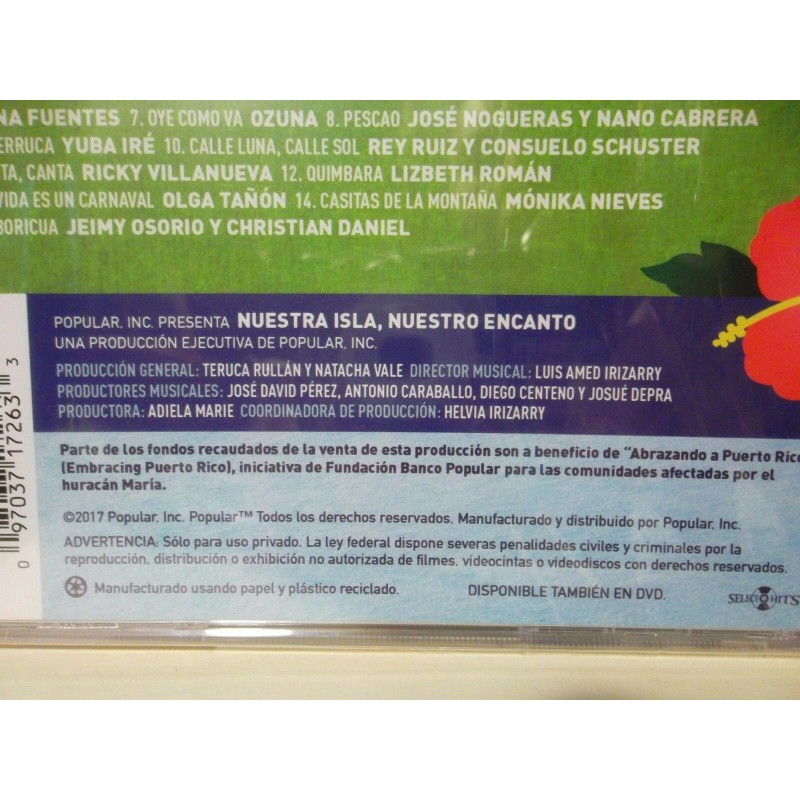 NA FUENTES 7. OYE COMO VA OZUNA 8. PESCAO JOSÉ NOGUERAS Y NANO CABRERA
ERRUCA YUBA IRÉ 10. CALLE LUNA, CALLE SOL REY RUIZ Y CONSUELO SCHUSTER
TA, CANTA RICKY VILLANUEVA 12. QUIMBARA LIZBETH ROMÁN
VIDA ES UN CARNAVAL OLGA TAÑÓN 14. CASITAS DE LA MONTAÑA MÓNIKA NIEVES
BORICUA JEIMY OSORIO Y CHRISTIAN DANIEL
POPULAR, INC. PRESENTA NUESTRA ISLA, NUESTRO ENCANTO
UNA PRODUCCIÓN EJECUTIVA DE POPULAR, INC.
PRODUCCIÓN GENERAL: TERUCA RULLÁN Y NATACHA VALE DIRECTOR MUSICAL: LUIS AMED IRIZARRY
PRODUCTORES MUSICALES: JOSÉ DAVID PÉREZ, ANTONIO CARABALLO, DIEGO CENTENO Y JOSUÉ DEPRA
PRODUCTORA: ADIELA MARIE COORDINADORA DE PRODUCCIÓN: HELVIA IRIZARRY
0 97037 17263 3
Parte de los fondos recaudados de la venta de esta producción son a beneficio de "Abrazando a Puerto Rico
(Embracing Puerto Rico), iniciativa de Fundación Banco Popular para las comunidades afectadas por el
huracán María.
©2017 Popular, Inc. Popular™ Todos los derechos reservados. Manufacturado y distribuido por Popular, Inc.
ADVERTENCIA: Sólo para uso privado. La ley federal dispone severas penalidades civiles y criminales por la
reproducción, distribución o exhibición no autorizada de filmes, videocintas o videodiscos con derechos reservados.
Manufacturado usando papel y plástico reciclado.
DISPONIBLE TAMBIÉN EN DVD.
SELECTOHITS